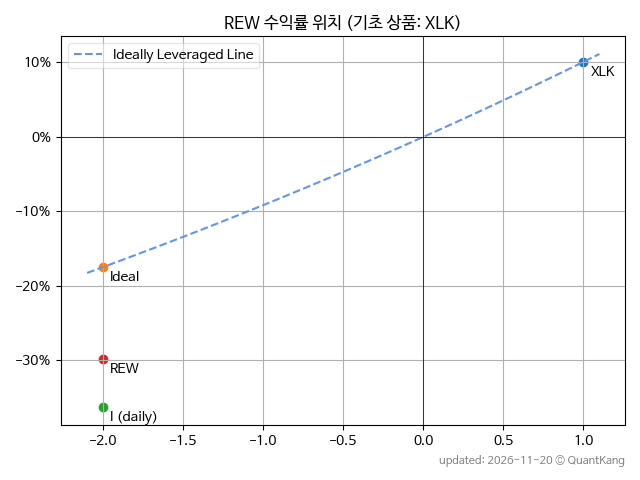 REW 수익률 위치 (기초 상품: XLK)
Ideally Leveraged Line
10%
XLK
0%
−10%
−20%
Ideal
−30%
REW
I (daily)
−2.0 −1.5 −1.0 −0.5 0.0 0.5 1.0
updated: 2026-11-20 © QuantKang